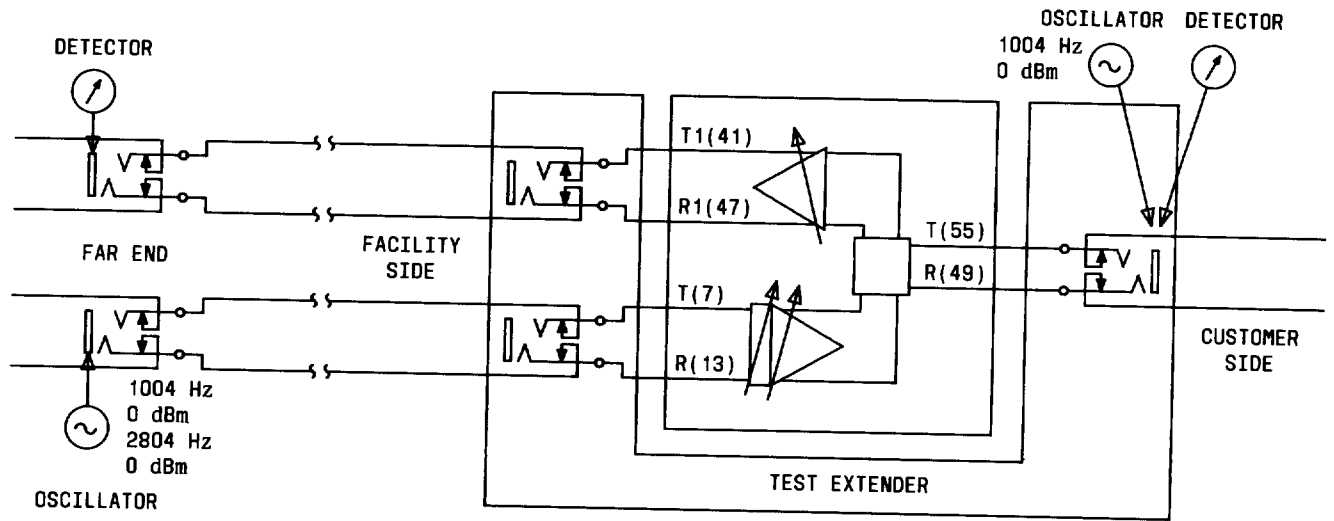 OSCILLATOR DETECTOR
1004 Hz
0 dBm
DETECTOR
T1(41)
R1(47)
T(55)
R(49)
FAR END
FACILITY
SIDE
T(7)
R(13)
CUSTOMER
SIDE
1004 Hz
0 dBm
2804 Hz
0 dBm
OSCILLATOR
TEST EXTENDER